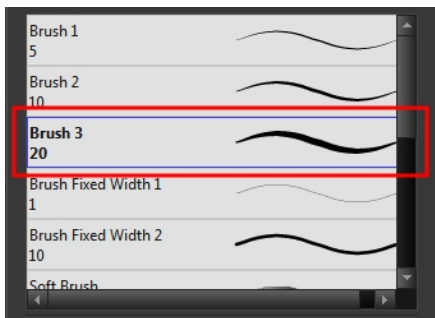 Brush 1
5
Brush 2
10
Brush 3
20
Brush Fixed Width 1
1
Brush Fixed Width 2
10
Soft Brush